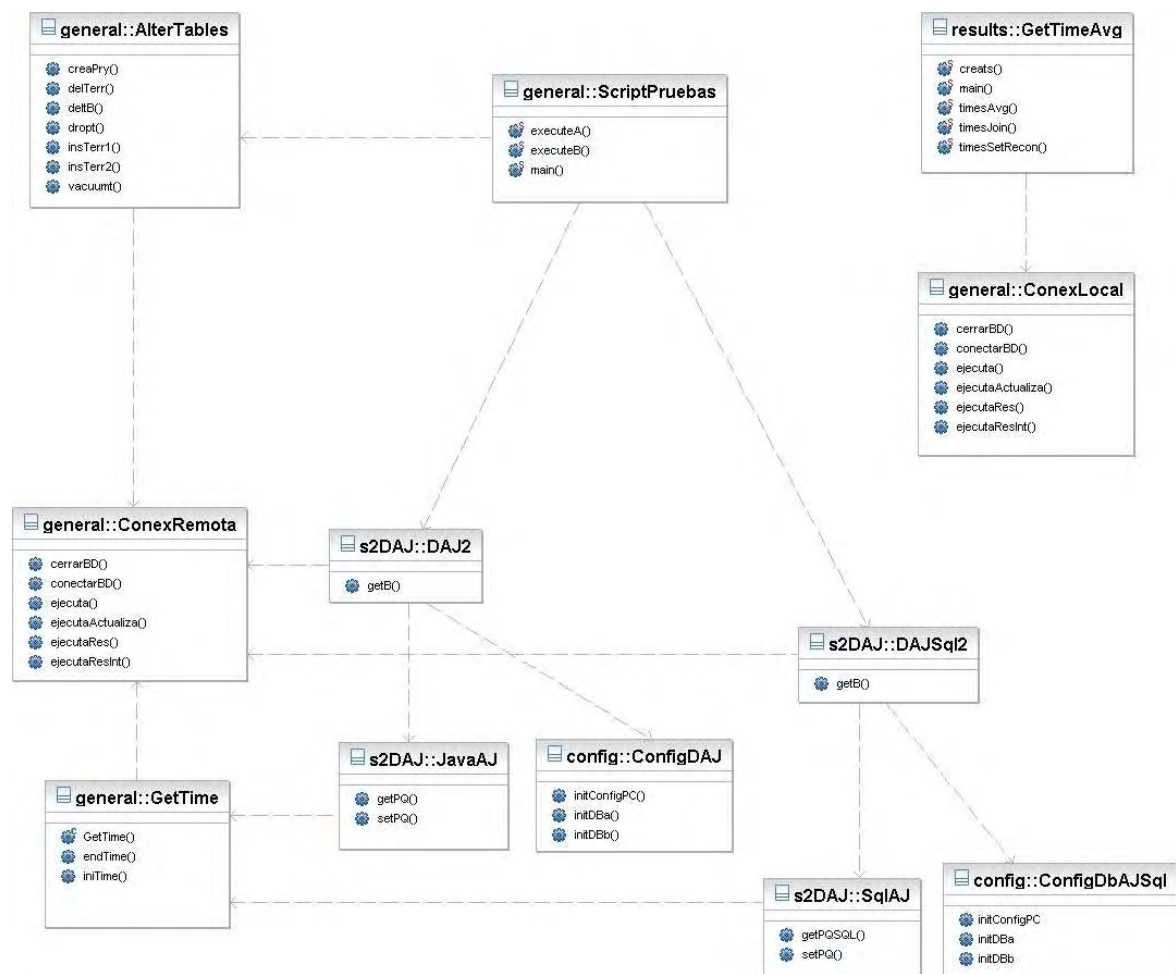 general::AlterTables
creaPry()
delTerr()
deltB()
dropt()
insTerr1()
insTerr2()
vacuumt()
general::ScriptPruebas
executeA()
executeB()
main()
results::GetTimeAvg
creats()
main()
timesAvg()
timesJoin()
timesSetRecon()
general::ConexLocal
cerrarBD()
conectarBD()
ejecuta()
ejecutaActualiza()
ejecutaRes()
ejecutaResInt()
general::ConexRemota
cerrarBD()
conectarBD()
ejecuta()
ejecutaActualiza()
ejecutaRes()
ejecutaResInt()
s2DAJ::DAJ2
getB()
s2DAJ::DAJSql2
getB()
general::GetTime
GetTime()
endTime()
iniTime()
s2DAJ::JavaAJ
getPQ()
setPQ()
config::ConfigDAJ
initConfigPC()
initDBa()
initDBb()
s2DAJ::SqlAJ
getPQSQL()
setPQ()
config::ConfigDbAJSql
initConfigPC
initDBa
initDBb